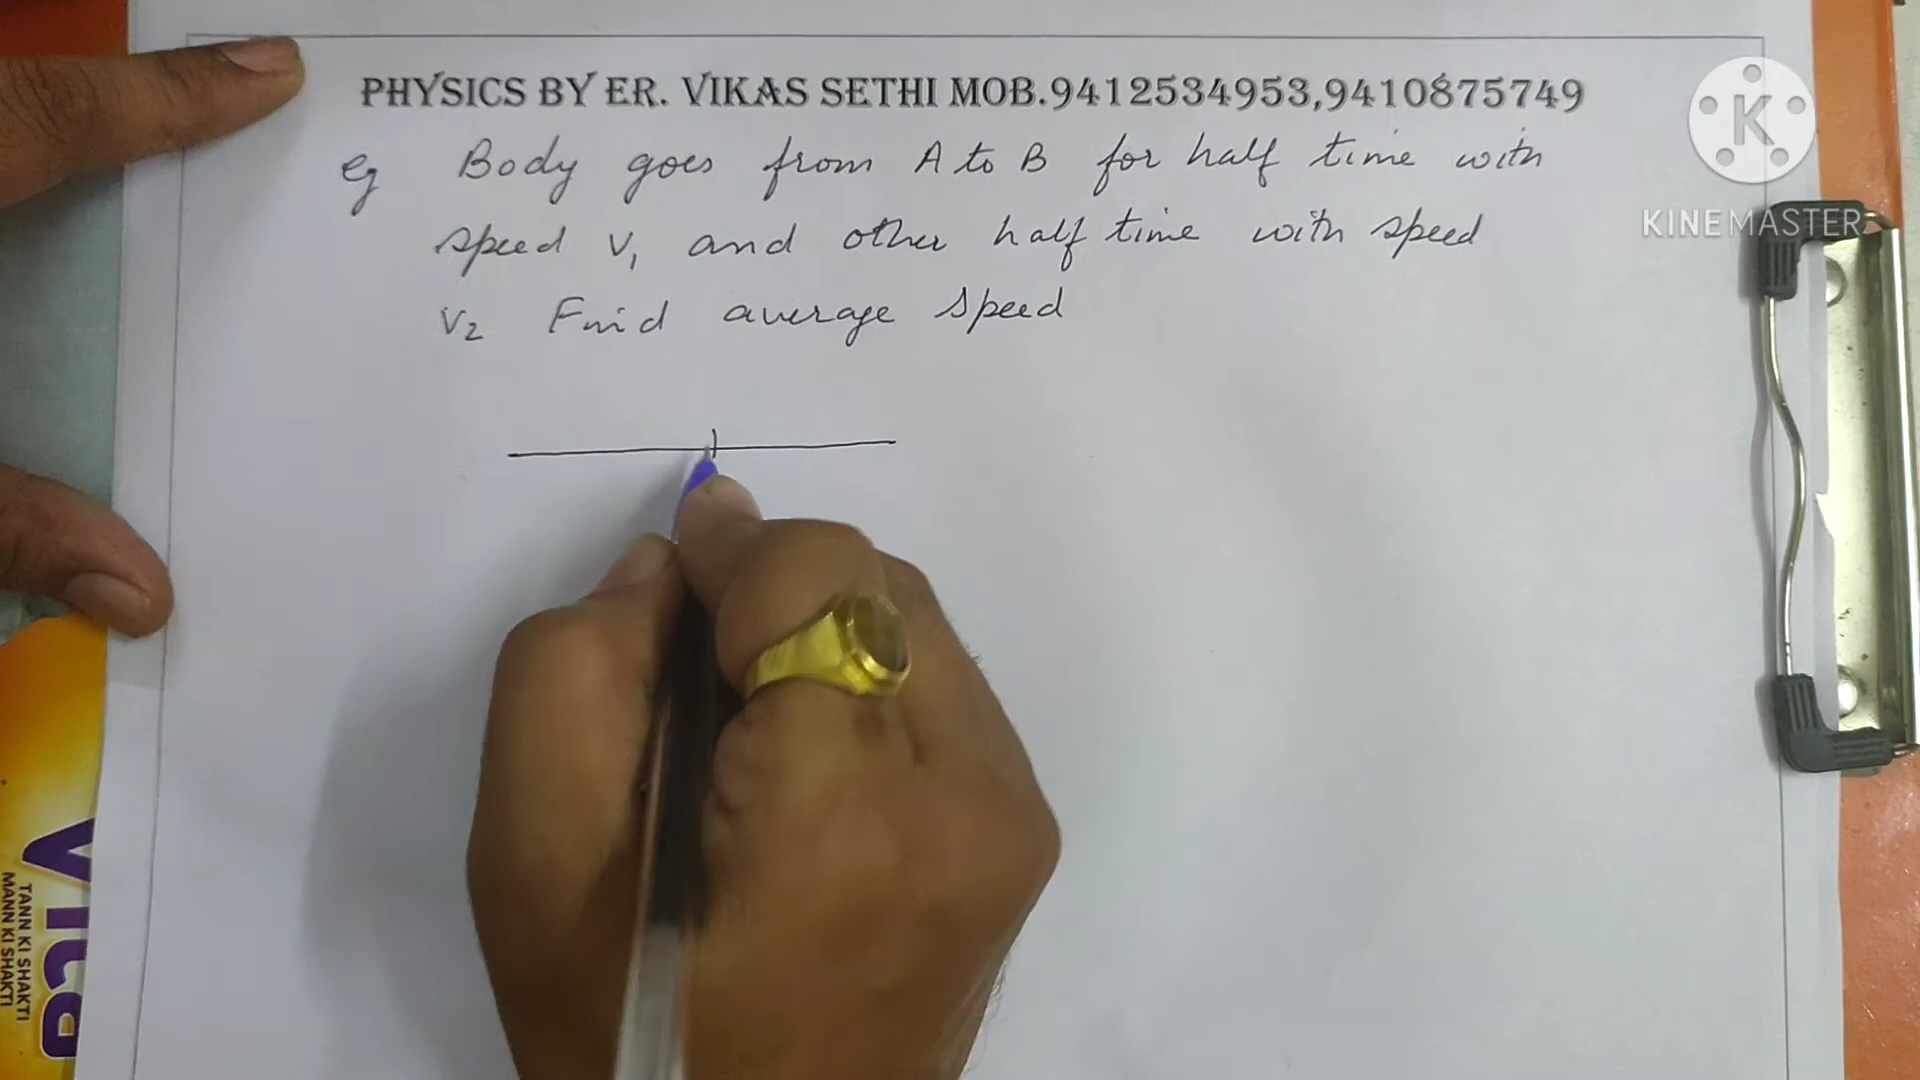 PHYSICS BY ER. VIKAS SETHI MOB.9412534953,9410875749
eg Body goes from A to B for half time with
speed v₁ and other half time with speed
v₂ Find average speed
K
KINEMASTER
Vita
TANN KI SHAKTI
MANN KI SHAKTI